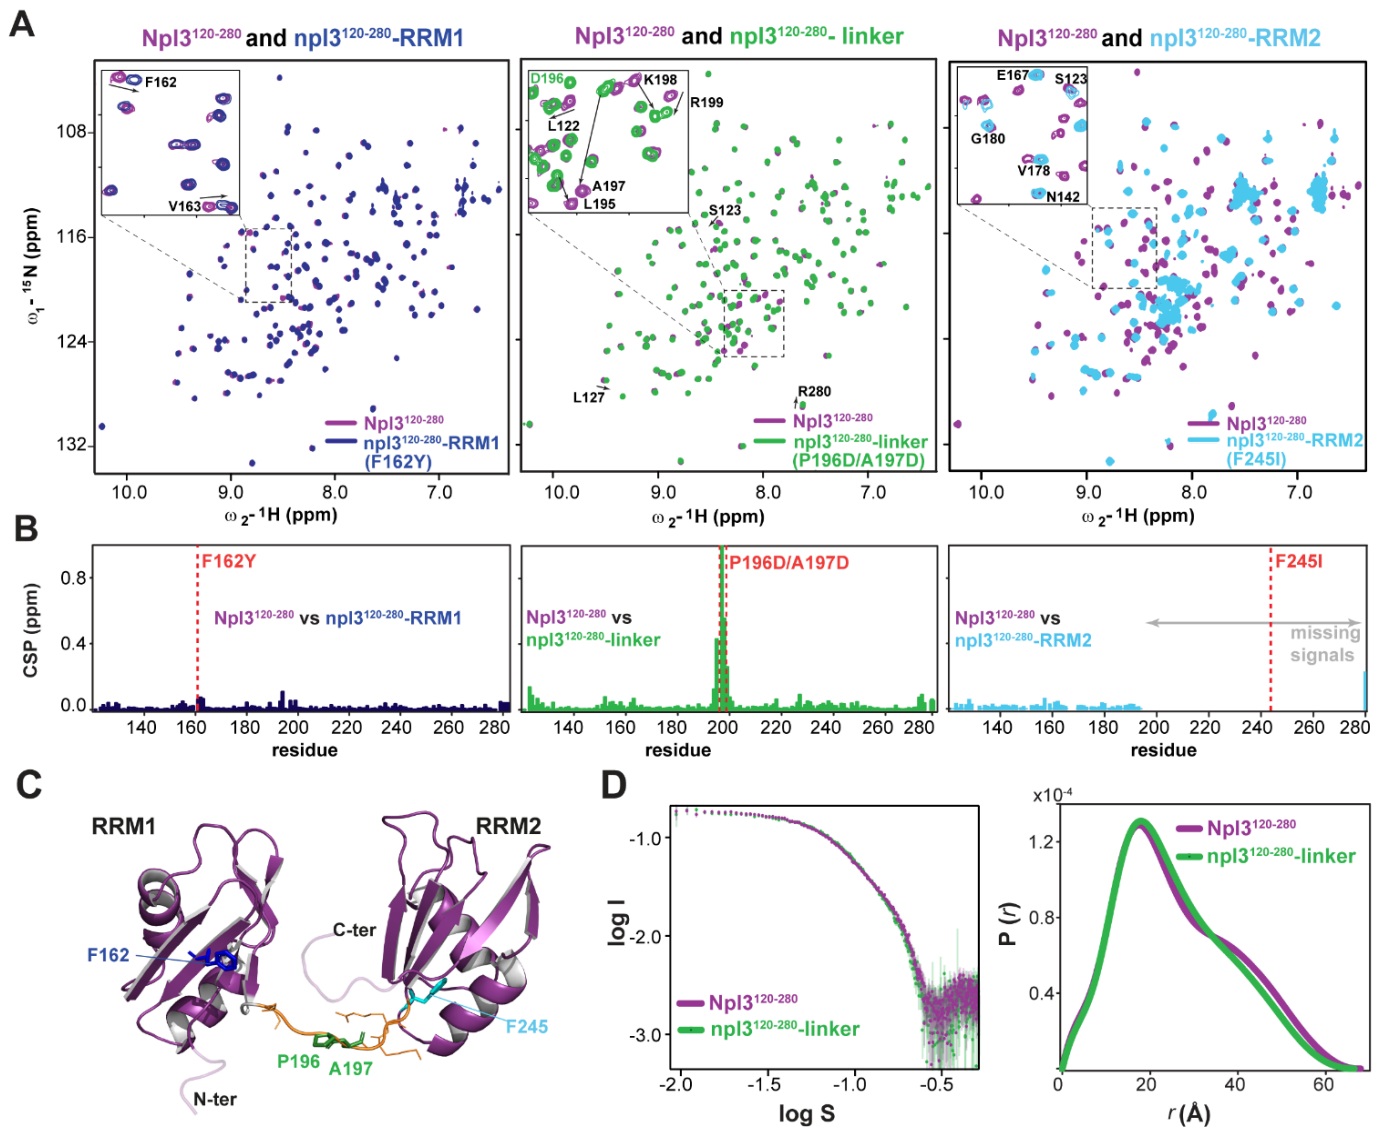 A
Npl3120-280 and npl3120-280-RRM1
Npl3120-280 and npl3120-280- linker
Npl3120-280 and npl3120-280-RRM2
F162
V163
D196
K198
R199
L122
A197
L195
S123
L127
R280
E167
S123
G180
V178
N142
108
116
124
132
ω1- 15N (ppm)
Npl3120-280
npl3120-280-RRM1
(F162Y)
Npl3120-280
npl3120-280-linker
(P196D/A197D)
Npl3120-280
npl3120-280-RRM2
(F245I)
10.0 9.0 8.0 7.0
10.0 9.0 8.0 7.0
10.0 9.0 8.0 7.0
ω2- 1H (ppm)
ω2- 1H (ppm)
ω2- 1H (ppm)
B
F162Y
P196D/A197D
F245I
Npl3120-280 vs npl3120-280-RRM1
Npl3120-280 vs
npl3120-280-linker
Npl3120-280 vs
npl3120-280-RRM2
missing
signals
CSP (ppm)
0.8
0.4
0.0
140 160 180 200 220 240 260 280
140 160 180 200 220 240 260 280
140 160 180 200 220 240 260 280
residue
residue
residue
C
RRM1
RRM2
C-ter
F162
F245
P196
A197
N-ter
D
log I
-1.0
-2.0
-3.0
Npl3120-280
npl3120-280-linker
-2.0 -1.5 -1.0 -0.5
log S
x10-4
P (r)
1.2
0.8
0.4
Npl3120-280
npl3120-280-linker
0 20 40 60
r (Å)